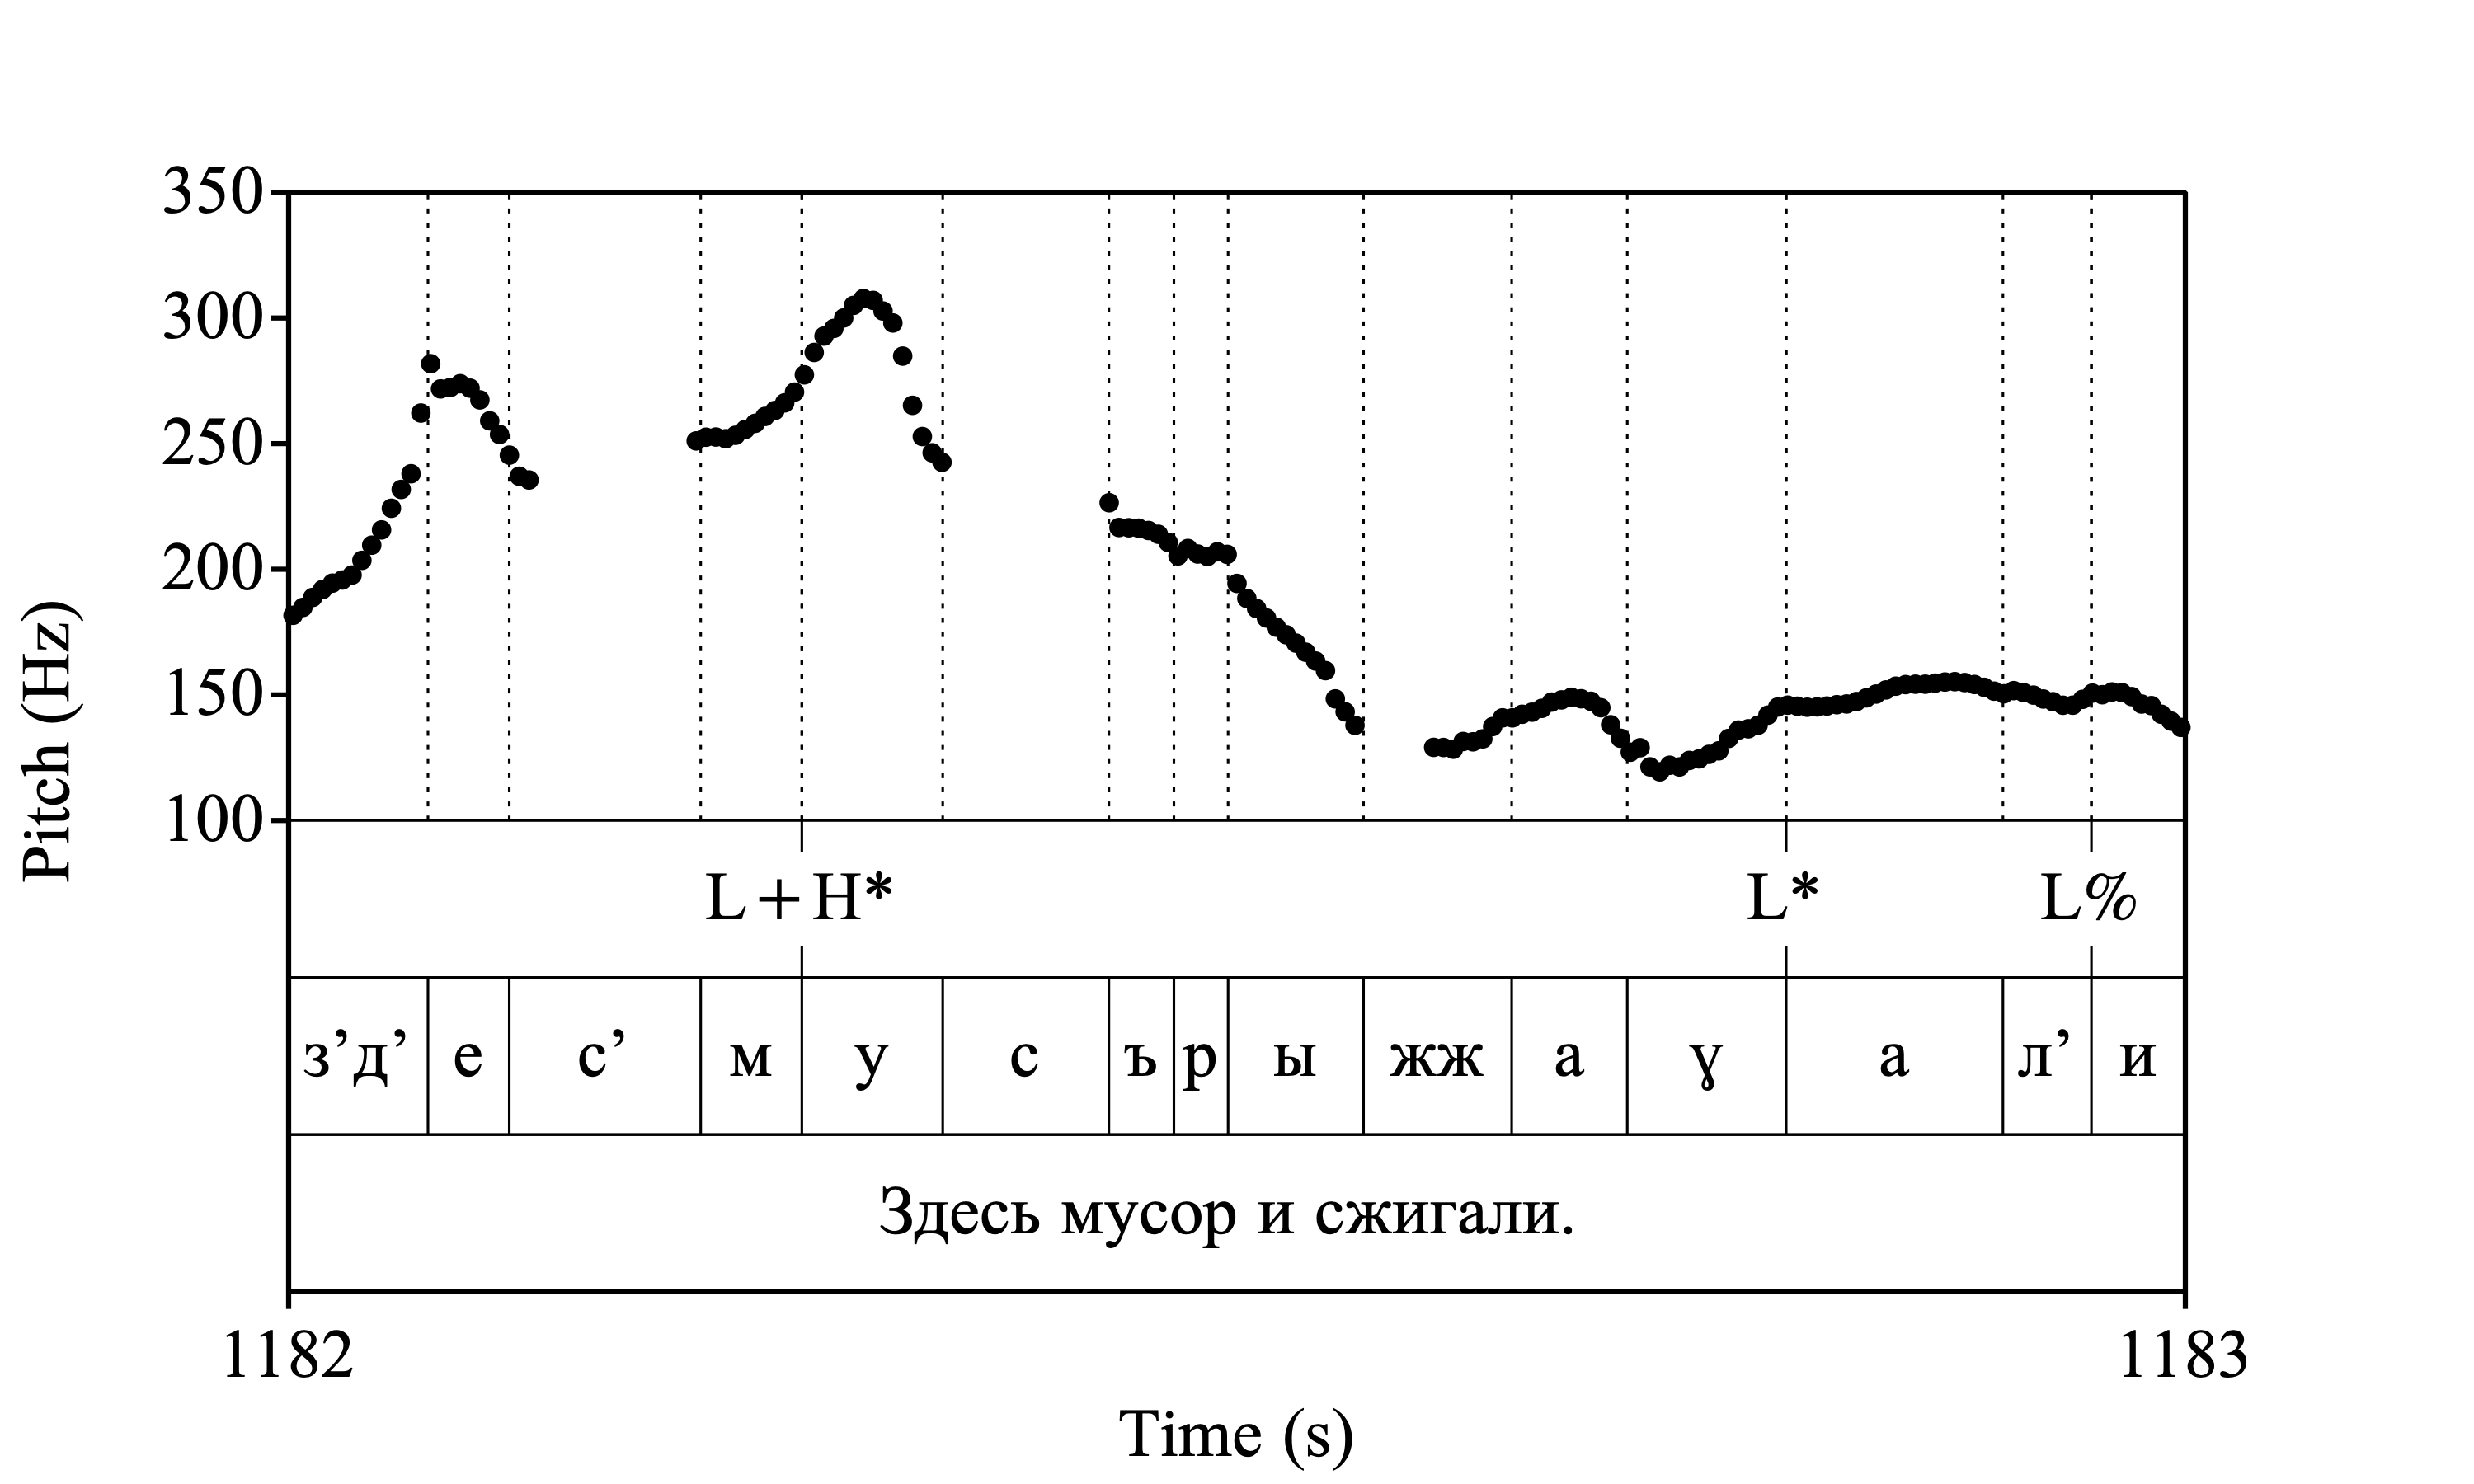 350
300
250
200
150
100
Pitch (Hz)
L+H* L* L%
з’д’ е с’ м у с ъ р ы жж а ɣ а л’ и
Здесь мусор и сжигали.
1182 1183
Time (s)